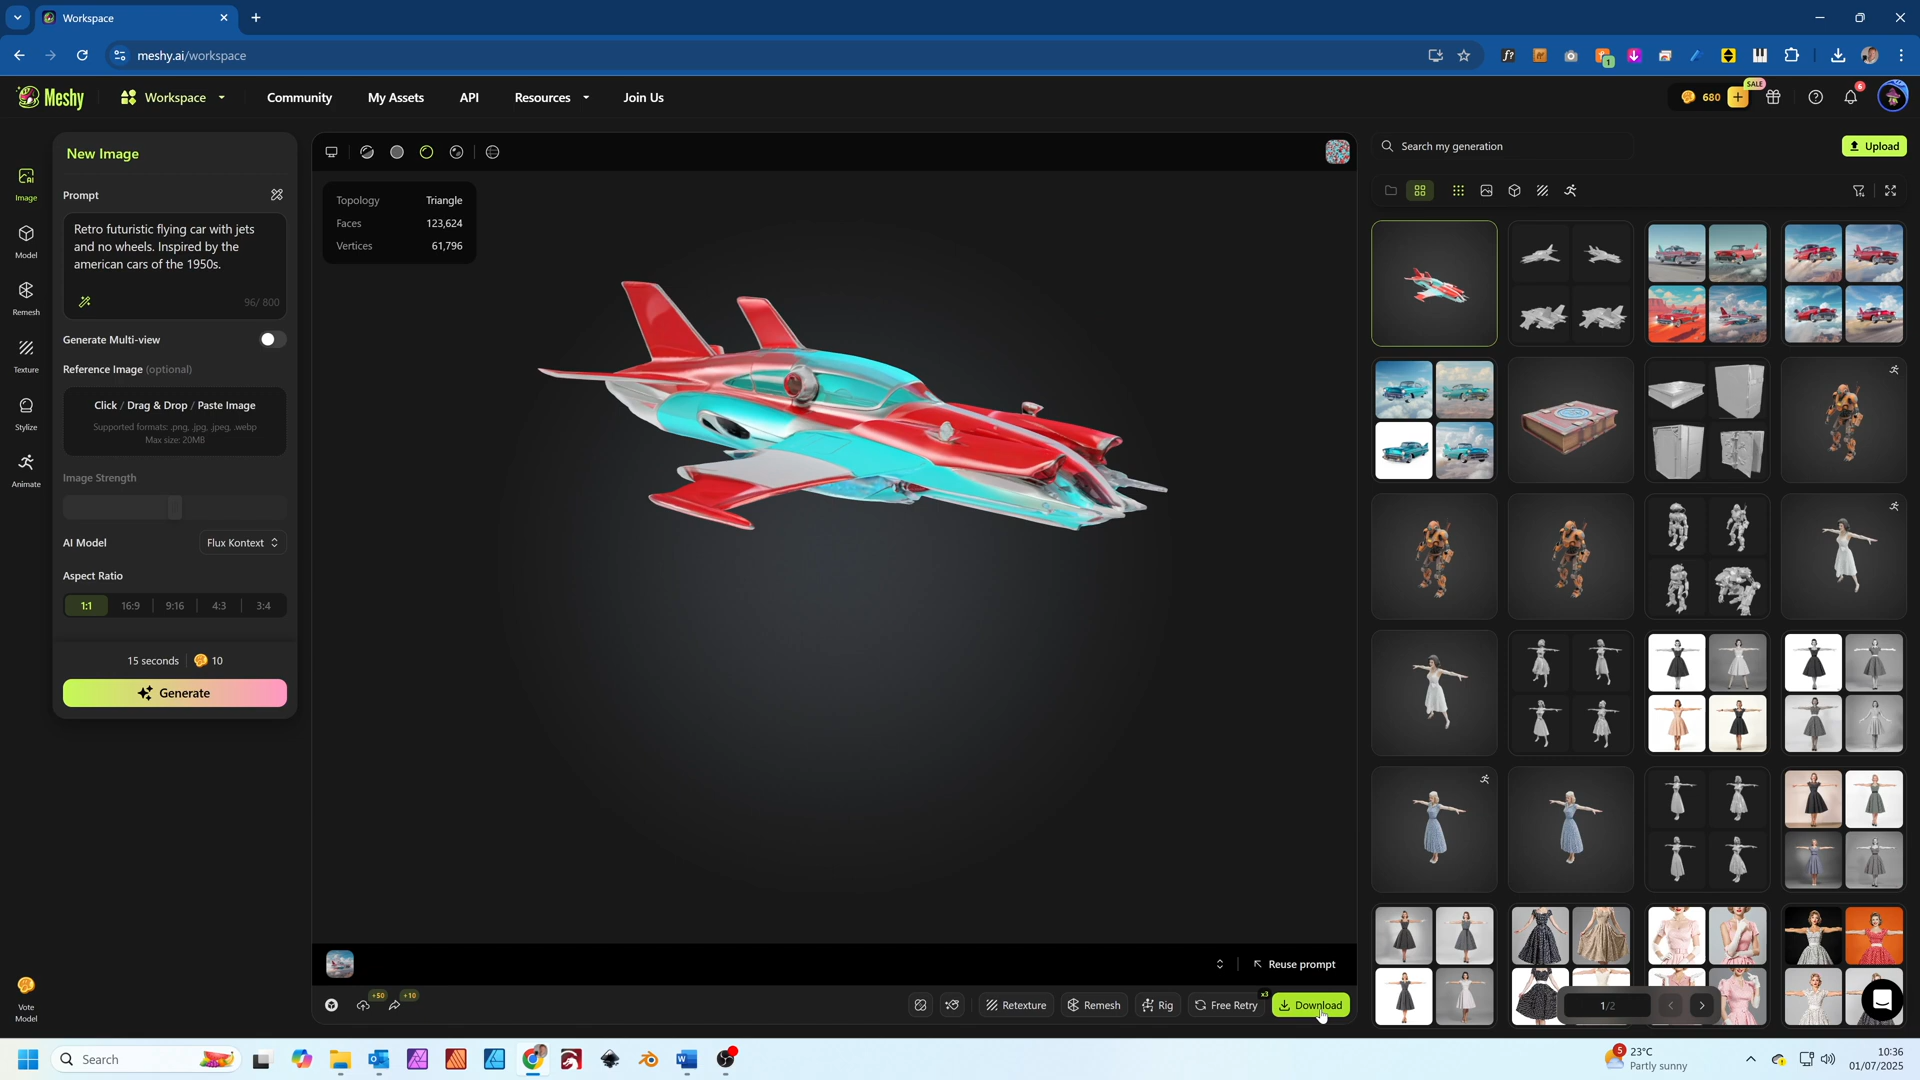 Workspace
meshy.ai/workspace
1
Meshy
Workspace
Community
My Assets
API
Resources
Join Us
680
SALE
6
New Image
Prompt
Retro futuristic flying car with jets
and no wheels. Inspired by the
american cars of the 1950s.
96/ 800
Generate Multi-view
Reference Image (optional)
Click / Drag & Drop / Paste Image
Supported formats: .png, .jpg, .jpeg, .webp
Max size: 20MB
Image Strength
AI Model
Flux Kontext
Aspect Ratio
1:1
16:9
9:16
4:3
3:4
15 seconds
10
Generate
Image
Model
Remesh
Texture
Stylize
Animate
Vote
Model
Topology Triangle
Faces 123,624
Vertices 61,796
Reuse prompt
+50
+10
Retexture
Remesh
Rig
Free Retry
x3
Download
Search my generation
Upload
1/2
Search
5
23°C
Partly sunny
10:36
01/07/2025